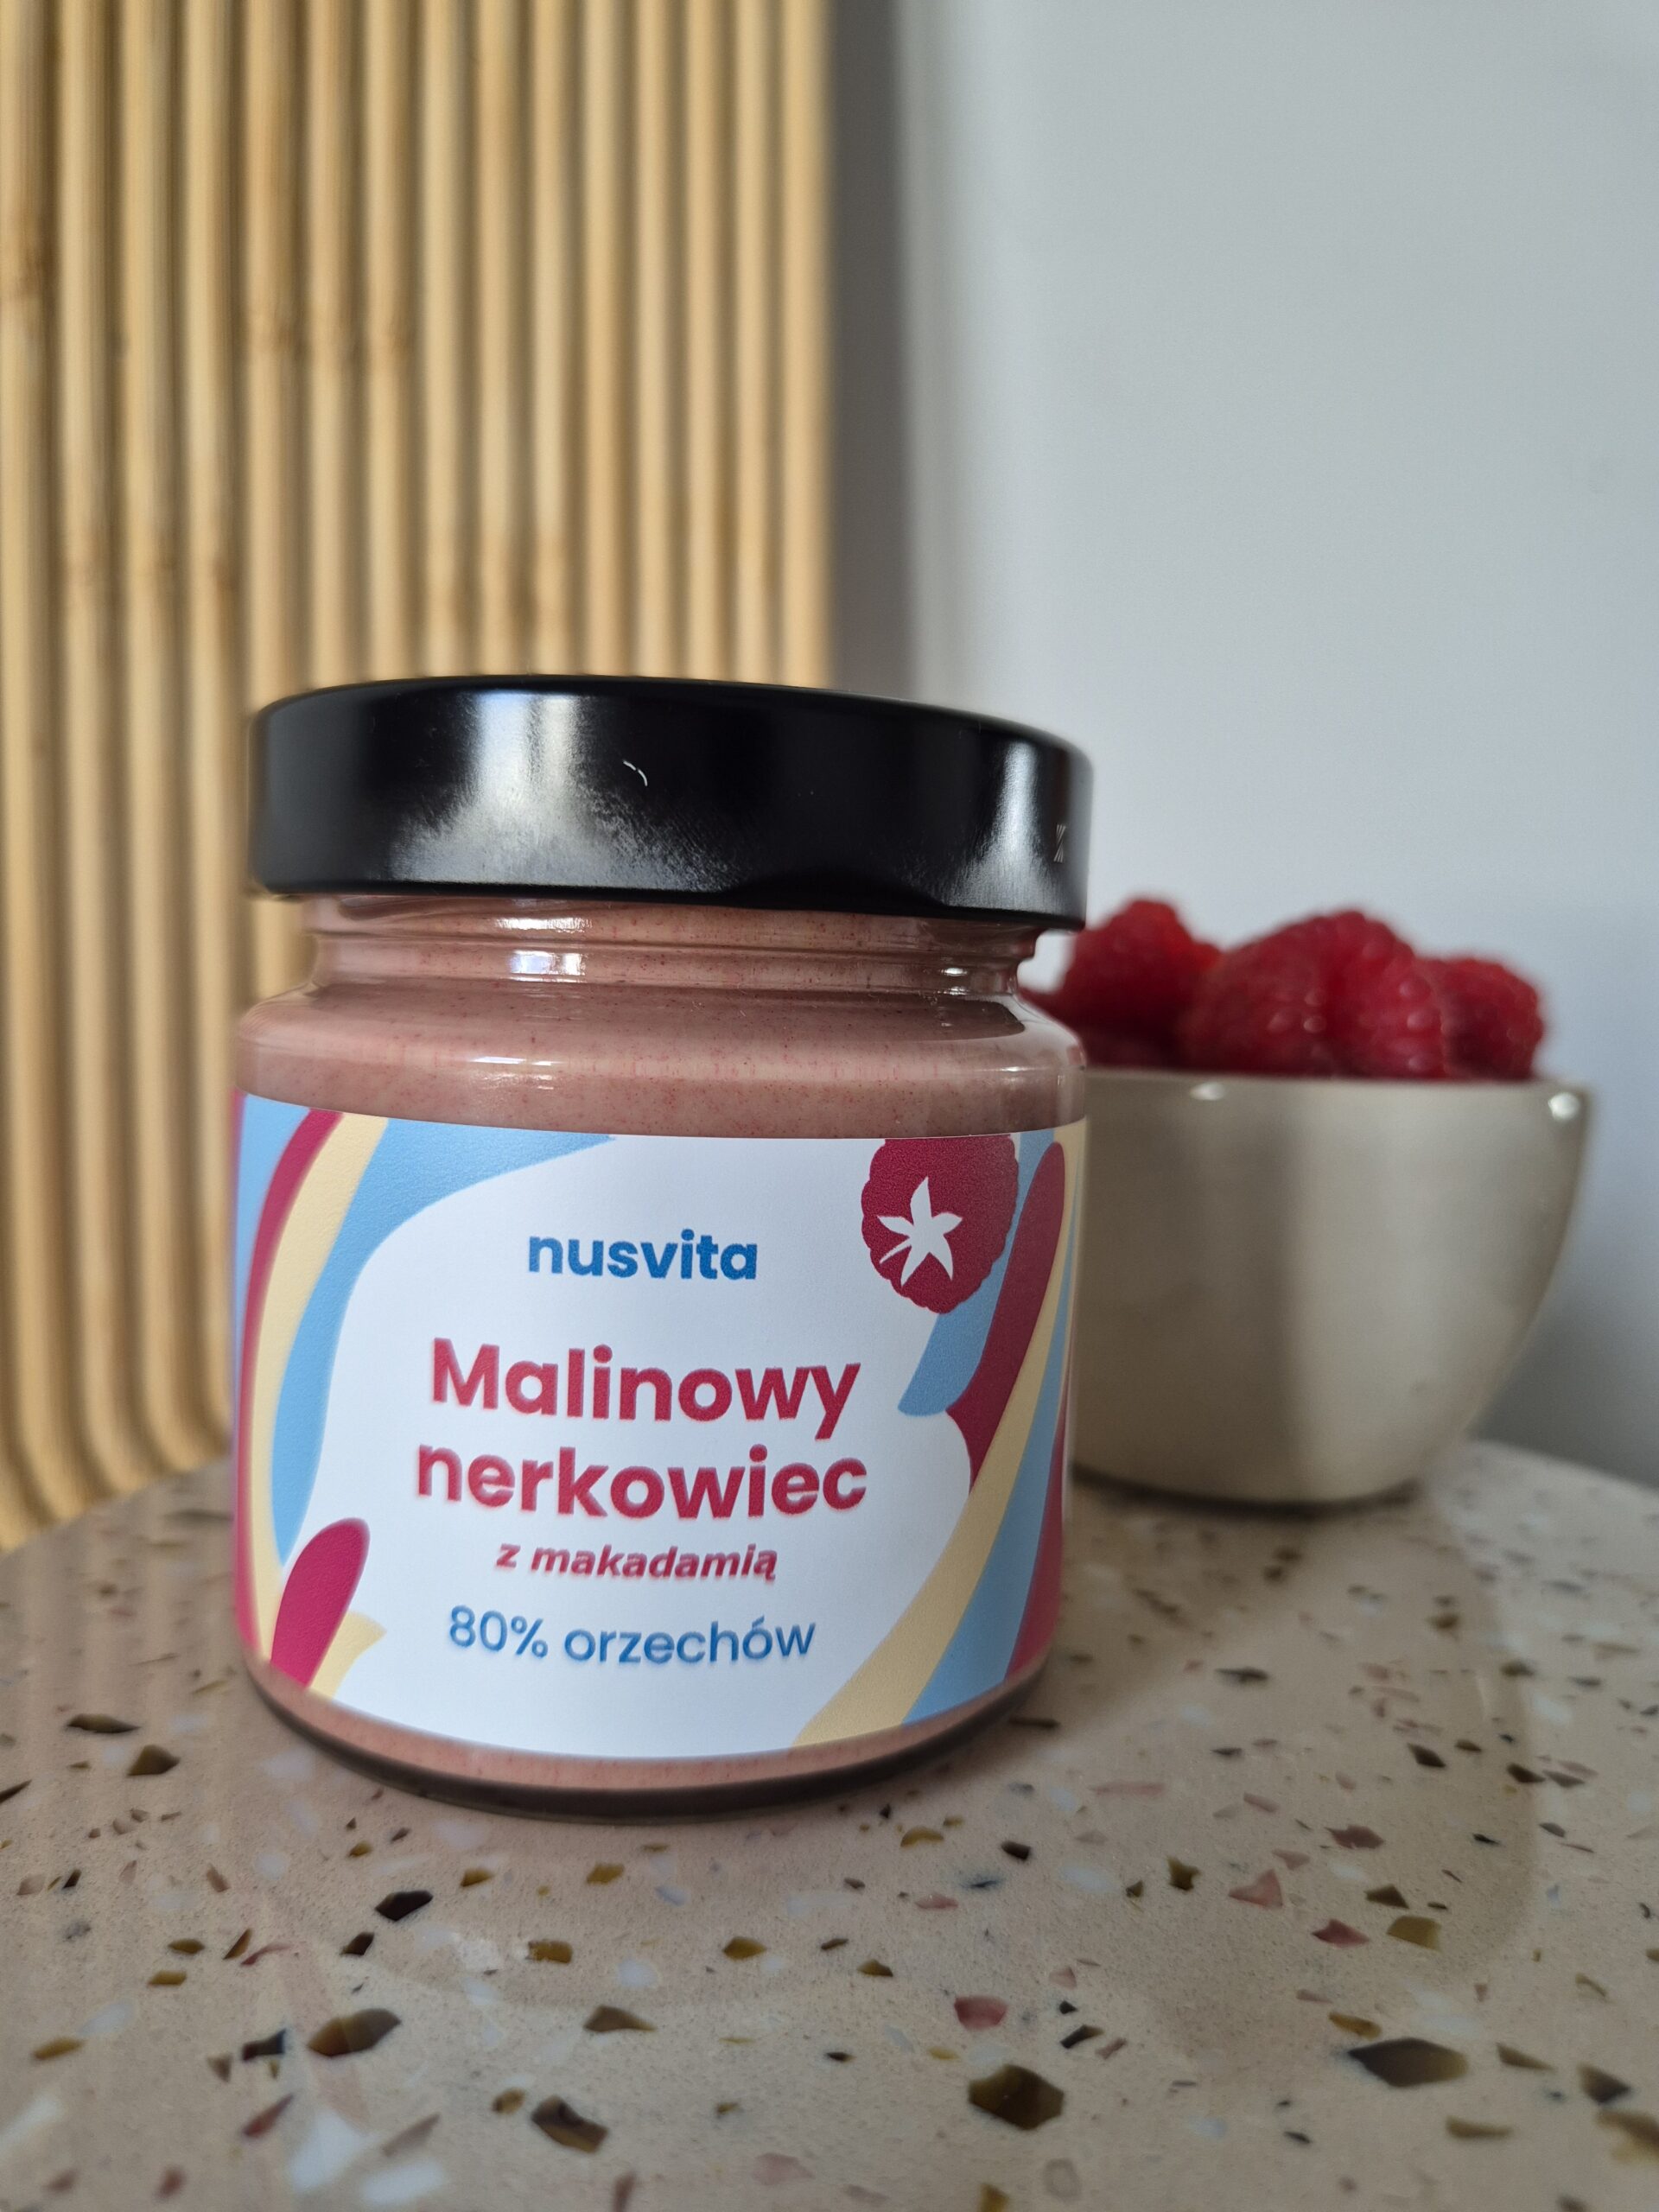 nusvita
Malinowy
nerkowiec
z makadamią
80% orzechów